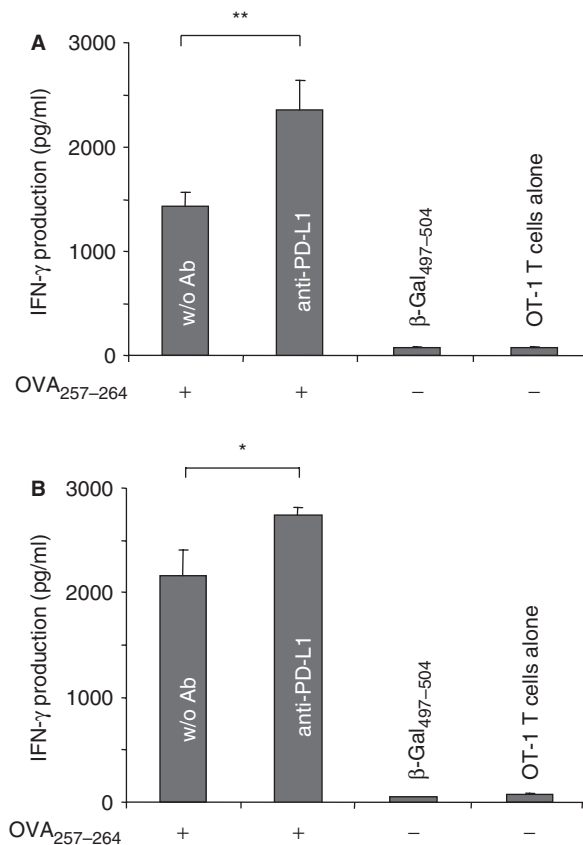 A
**
3000
2000
1000
0
IFN-γ production (pg/ml)
w/o Ab
anti-PD-L1
β-Gal497–504
OT-1 T cells alone
OVA257–264 + + – –
B
*
3000
2000
1000
0
IFN-γ production (pg/ml)
w/o Ab
anti-PD-L1
β-Gal497–504
OT-1 T cells alone
OVA257–264 + + – –